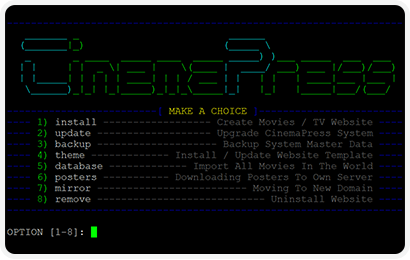 CinemaPress
[ MAKE A CHOICE ]
1) install ---------------------- Create Movies / TV Website
2) update ----------------------- Upgrade CinemaPress System
3) backup ----------------------- Backup System Master Data
4) theme -------------- Install / Update Website Template
5) database --------------- Import All Movies In The World
6) posters ------------- Downloading Posters To Own Server
7) mirror -------------------------- Moving To New Domain
8) remove ----------------------------- Uninstall Website
OPTION [1-8]: